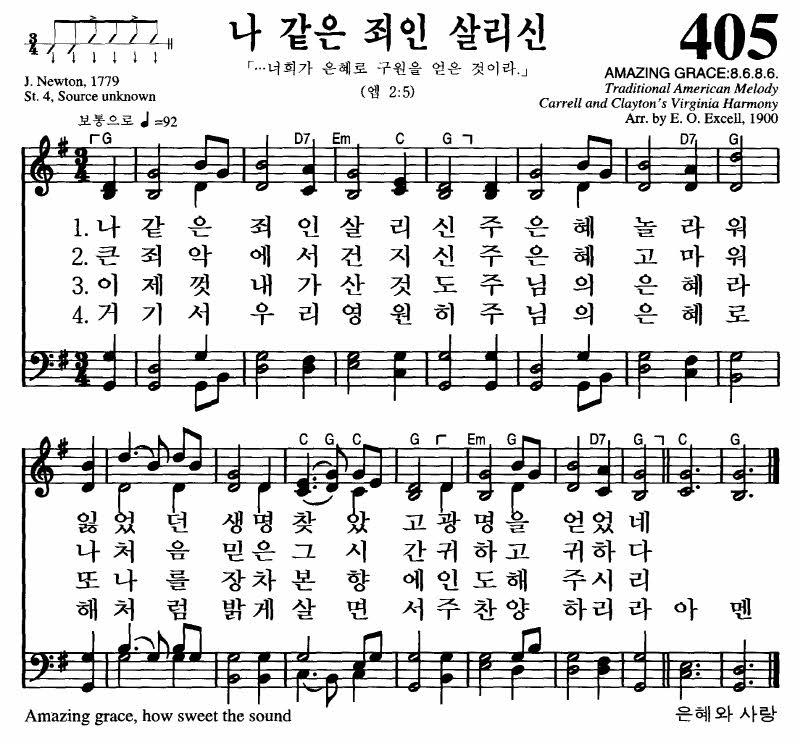 나 같은 죄인 살리신
405
「…너희가 은혜로 구원을 얻은 것이라.」
(엡 2:5)
J. Newton, 1779
St. 4, Source unknown
AMAZING GRACE:8.6.8.6.
Traditional American Melody
Carrell and Clayton's Virginia Harmony
Arr. by E. O. Excell, 1900
보통으로 ♩=92
G D7 Em C G D7 G
3/4
1. 나 같 은 죄 인 살 리 신 주 은 혜 놀 라 워
2. 큰 죄 악 에 서 건 지 신 주 은 혜 고 마 워
3. 이 제 껏 내 가 산 것 도 주 님 의 은 혜 라
4. 거 기 서 우 리 영 원 히 주 님 의 은 혜 로
3/4
C G C G Em G D7 G C G
잃 었 던 생 명 찾 았 고 광 명 을 얻 었 네
나 처 음 믿 은 그 시 간 귀 하 고 귀 하 다
또 나 를 장 차 본 향 에 인 도 해 주 시 리
해 처 럼 밝 게 살 면 서 주 찬 양 하 리 라 아 멘
Amazing grace, how sweet the sound
은혜와 사랑